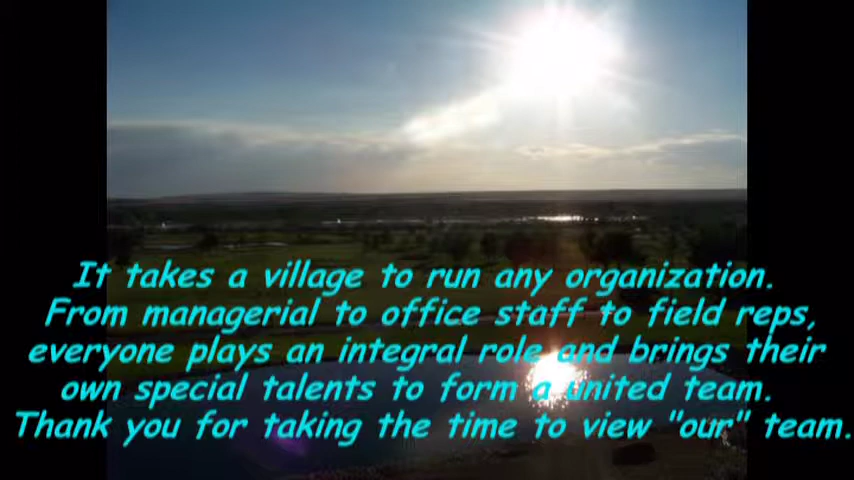 It takes a village to run any organization.
From managerial to office staff to field reps,
everyone plays an integral role and brings their
own special talents to form a united team.
Thank you for taking the time to view "our" team.